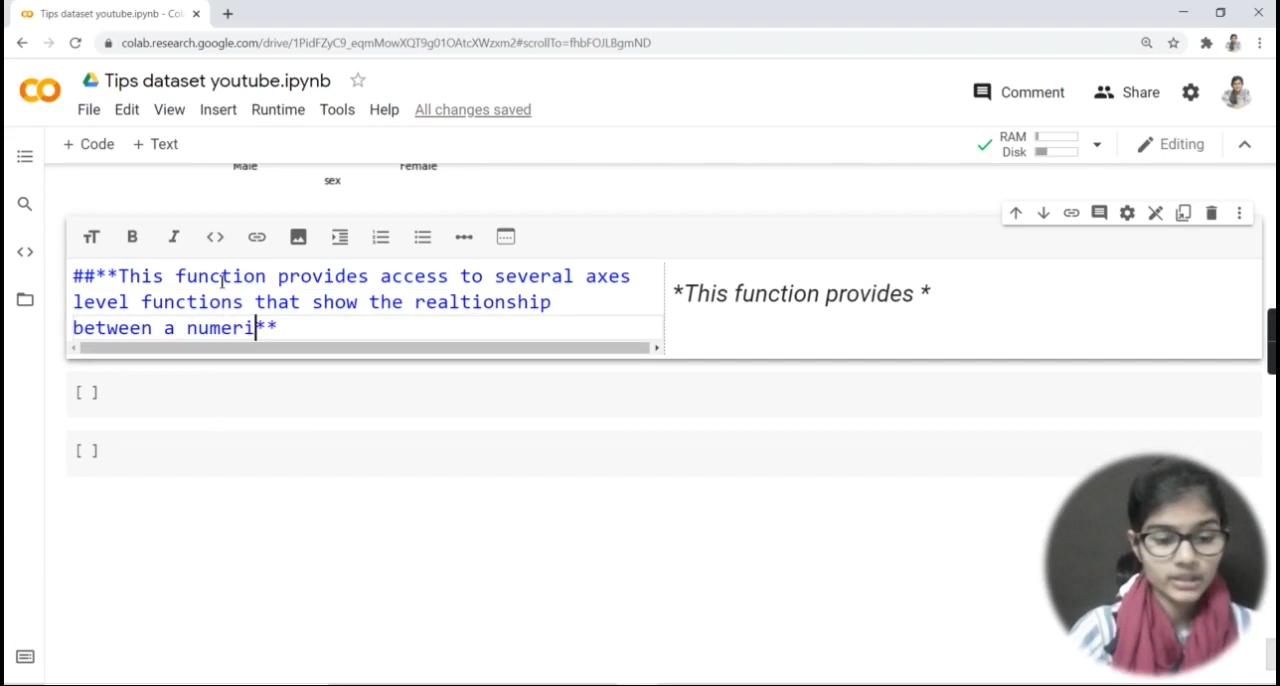 Tips dataset youtube.ipynb - Col
colab.research.google.com/drive/1PidFZyC9_eqmMowXQT9g01OAtcXWzxm2#scrollTo=fhbFOJLBgmND
Tips dataset youtube.ipynb
Comment
Share
File Edit View Insert Runtime Tools Help All changes saved
+ Code + Text
RAM
Disk
Editing
Male Female
sex
##**This function provides access to several axes
level functions that show the realtionship
between a numeri**
*This function provides *
[ ]
[ ]